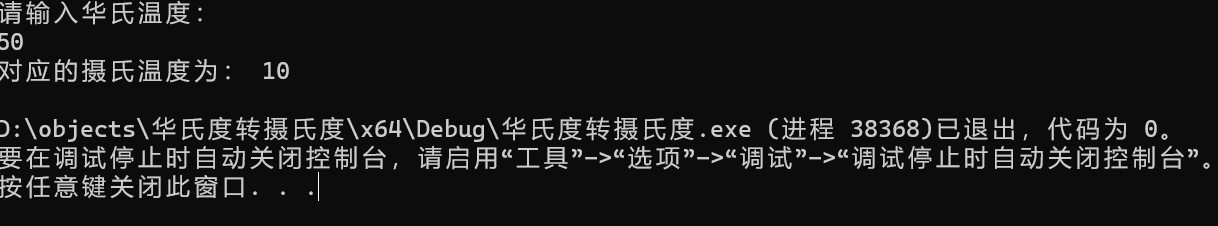 请输入华氏温度：
50
对应的摄氏温度为： 10
D:\objects\华氏度转摄氏度\x64\Debug\华氏度转摄氏度.exe (进程 38368)已退出，代码为 0。
要在调试停止时自动关闭控制台，请启用“工具”->“选项”->“调试”->“调试停止时自动关闭控制台”。
按任意键关闭此窗口. . .